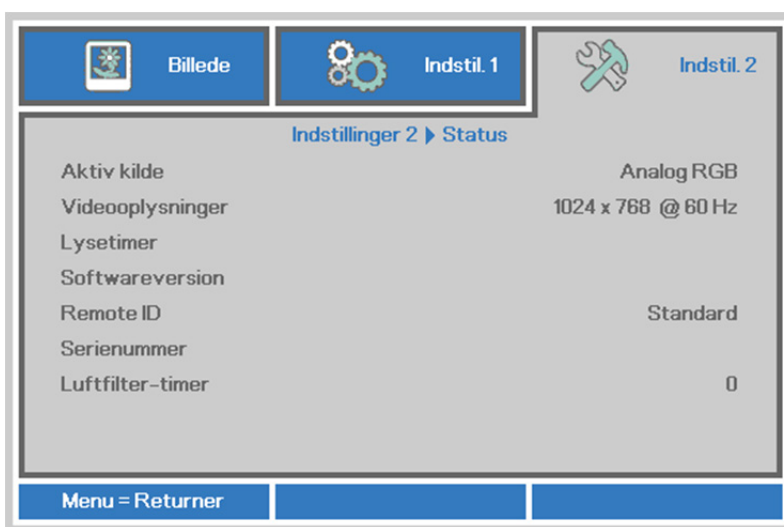 Billede
Indstil. 1
Indstil. 2
Indstillinger 2 Status
Aktiv kilde Analog RGB
Videooplysninger 1024 x 768 @ 60 Hz
Lysetimer
Softwareversion
Remote ID Standard
Serienummer
Luftfilter-timer 0
Menu = Returner